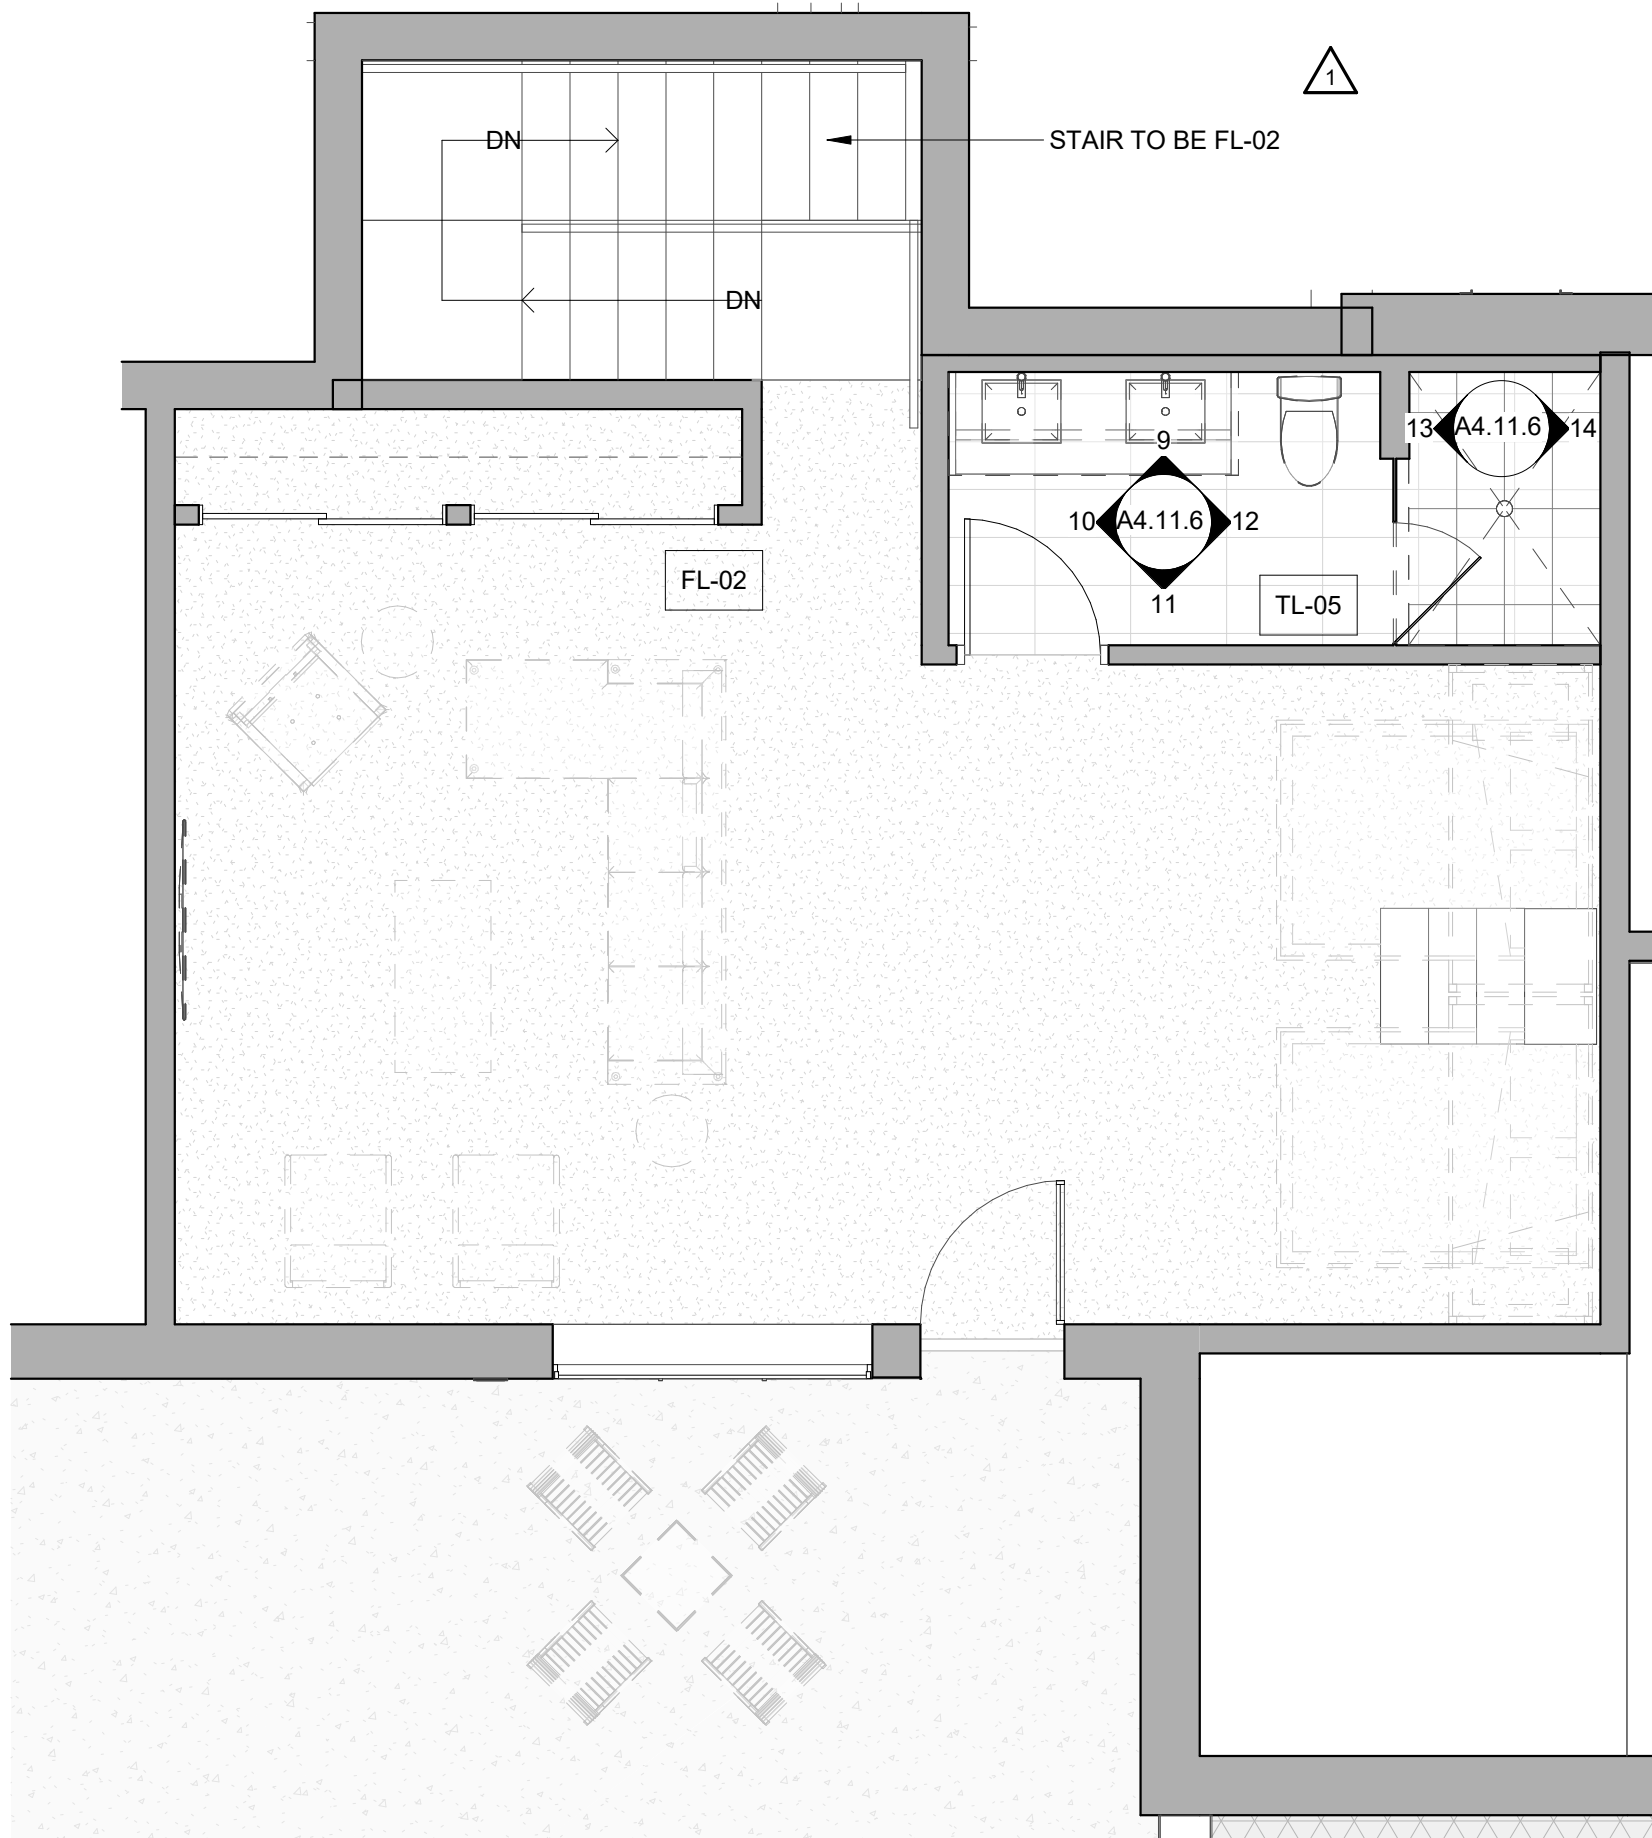 1
DN
STAIR TO BE FL-02
DN
13 A4.11.6 14
9
10 A4.11.6 12
11
FL-02
TL-05